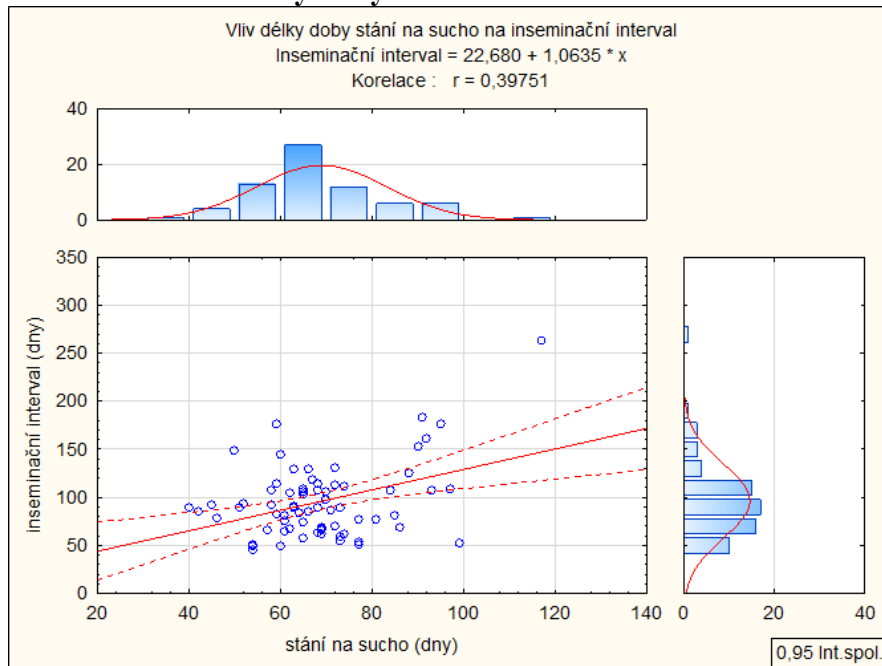 Vliv délky doby stání na sucho na inseminační interval
Inseminační interval = 22,680 + 1,0635 * x
Korelace : r = 0,39751
40
20
0
350
300
250
200
150
100
50
0
inseminační interval (dny)
20 40 60 80 100 120 140
stání na sucho (dny)
0 20 40
0,95 Int.spol.